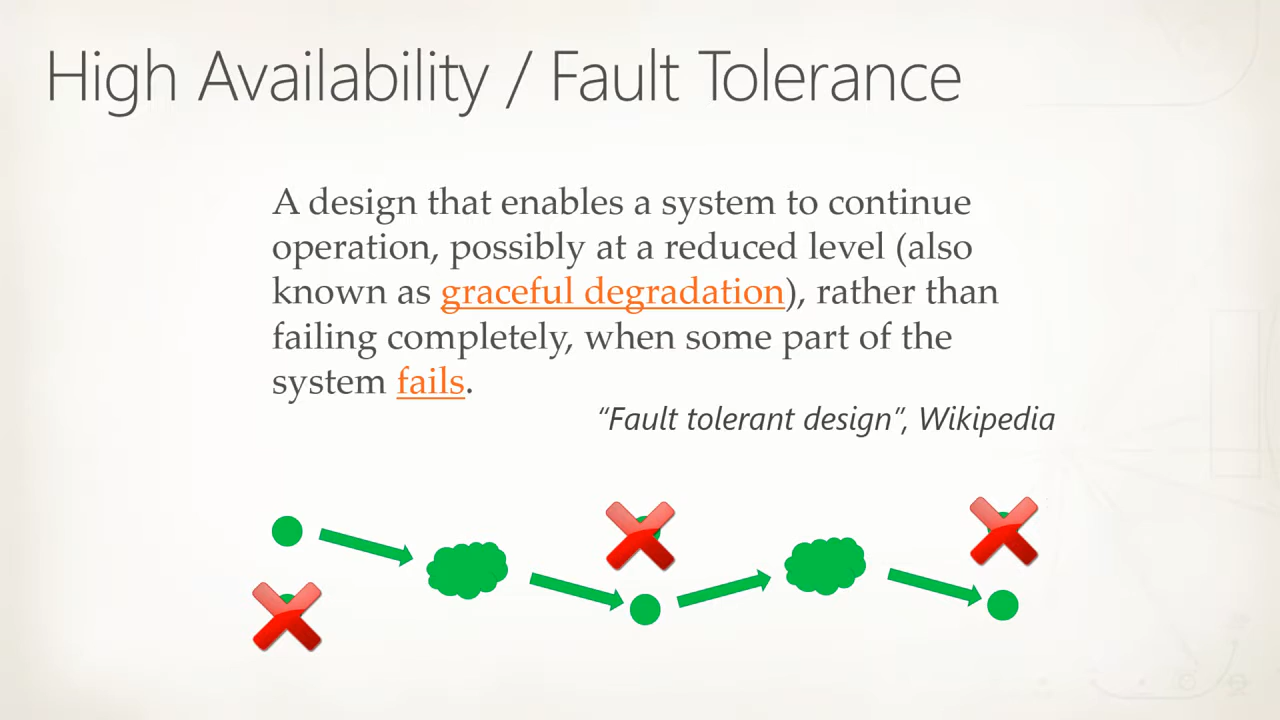 High Availability / Fault Tolerance
A design that enables a system to continue
operation, possibly at a reduced level (also
known as graceful degradation), rather than
failing completely, when some part of the
system fails.
“Fault tolerant design”, Wikipedia